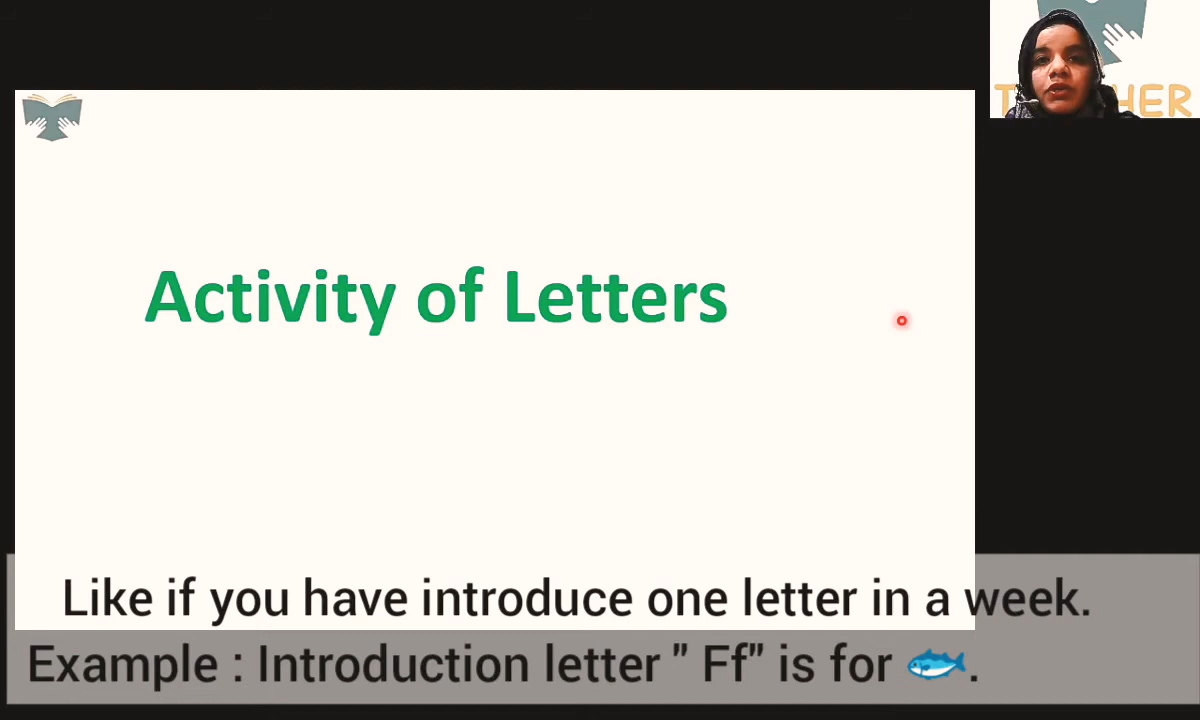 Activity of Letters
Like if you have introduce one letter in a week.
Example : Introduction letter " Ff" is for 🐟.